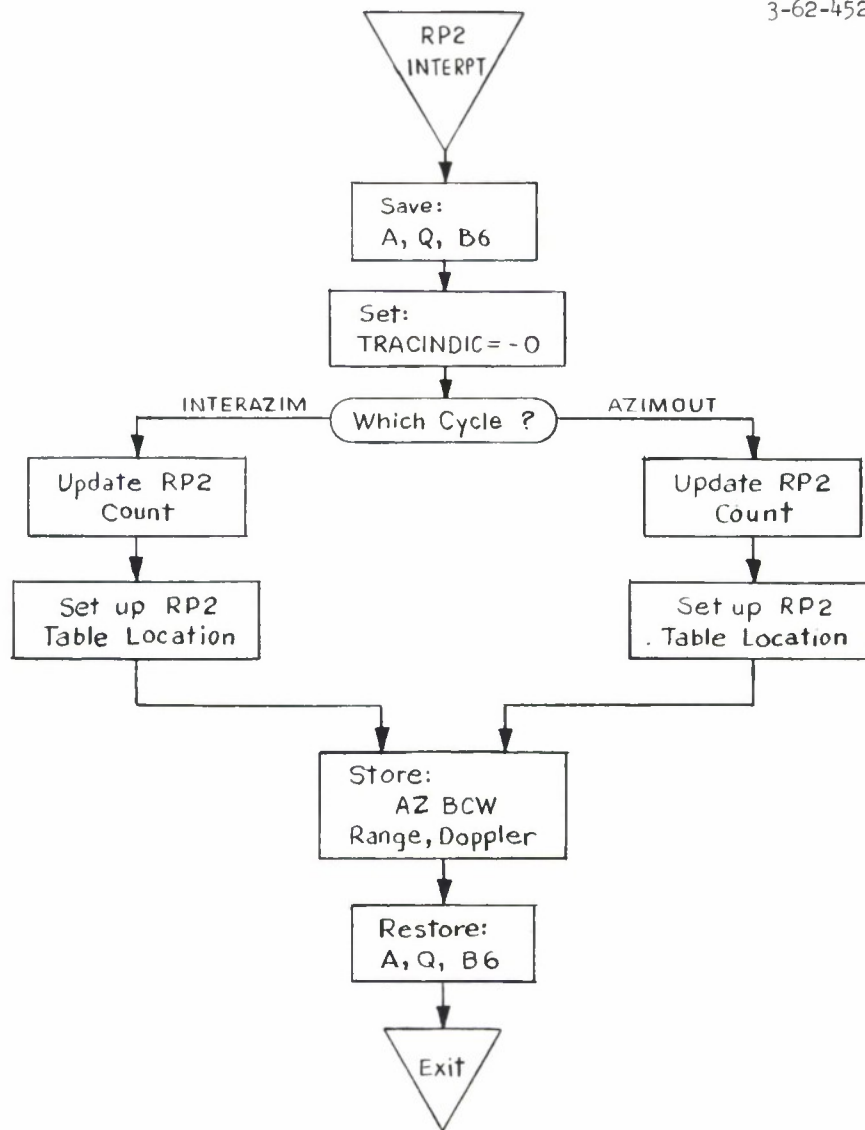 3-62-452
RP2
INTERPT
Save:
A, Q, B6
Set:
TRACINDIC = -0
INTERAZIM
Which Cycle ?
AZIMOUT
Update RP2
Count
Update RP2
Count
Set up RP2
Table Location
Set up RP2
Table Location
Store:
AZ BCW
Range, Doppler
Restore:
A, Q, B6
Exit